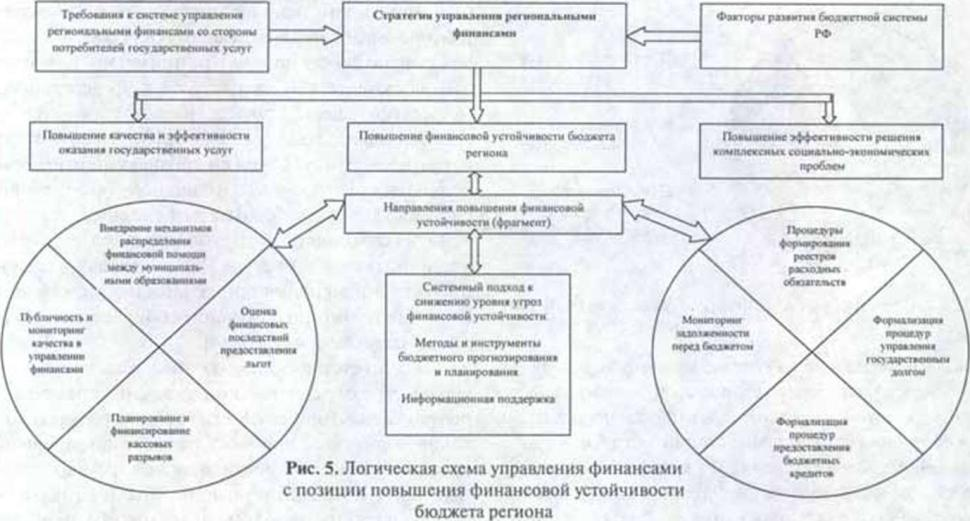 Требования к системе управления
региональными финансами со стороны
потребителей государственных услуг
Стратегия управления региональными
финансами
Факторы развития бюджетной системы
РФ
Повышение качества и эффективности
оказания государственных услуг
Повышение финансовой устойчивости бюджета
региона
Повышение эффективности решения
комплексных социально-экономических
проблем
Направления повышения финансовой
устойчивости (фрагмент)
Внедрение механизмов
распределения
финансовой помощи
между муниципаль-
ными образованиями
Публичность и
мониторинг
качества в
управлении
финансами
Оценка
финансовых
последствий
предоставления
льгот
Планирование и
финансирование
кассовых
разрывов
Системный подход к
снижению уровня угроз
финансовой устойчивости
Методы и инструменты
бюджетного прогнозирования
и планирования
Информационная поддержка
Процедуры
формирования
реестров
расходных
обязательств
Мониторинг
задолженности
перед бюджетом
Формализация
процедур
управления
государственным
долгом
Формализация
процедур
предоставления
бюджетных
кредитов
Рис. 5. Логическая схема управления финансами
с позиции повышения финансовой устойчивости
бюджета региона